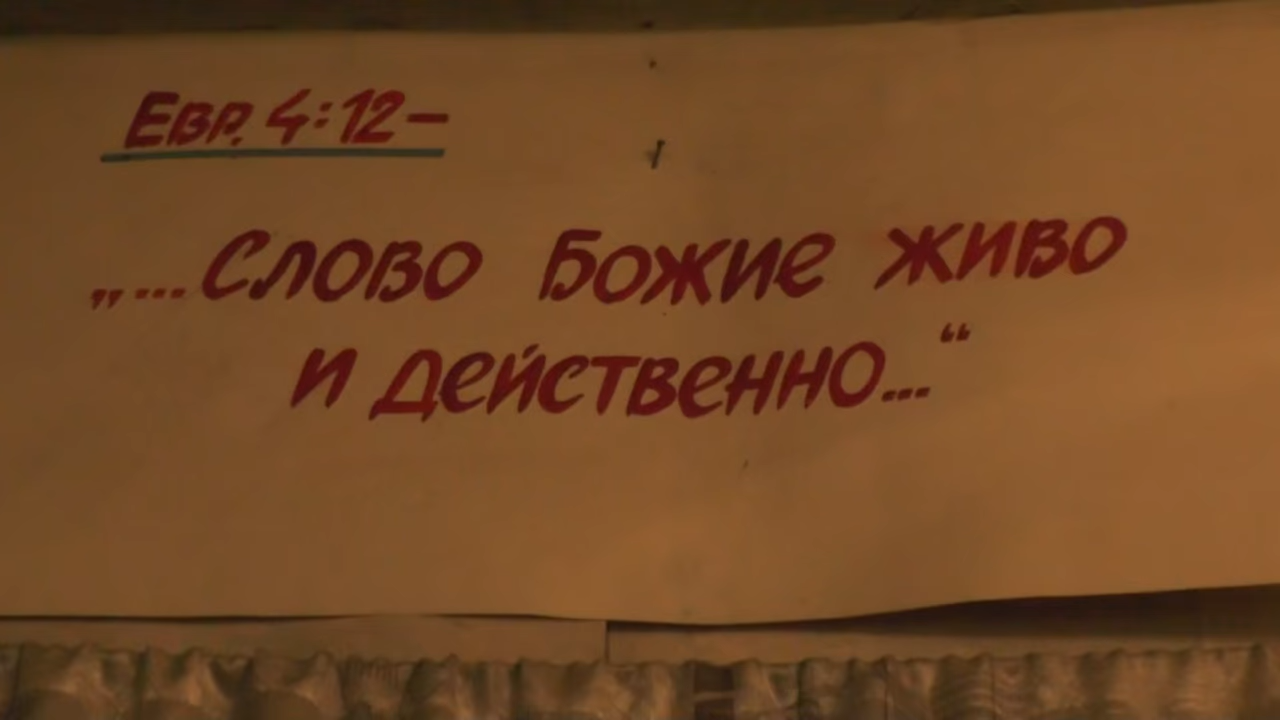 Евр. 4:12–
„...Слово Божие живо
и действенно...“